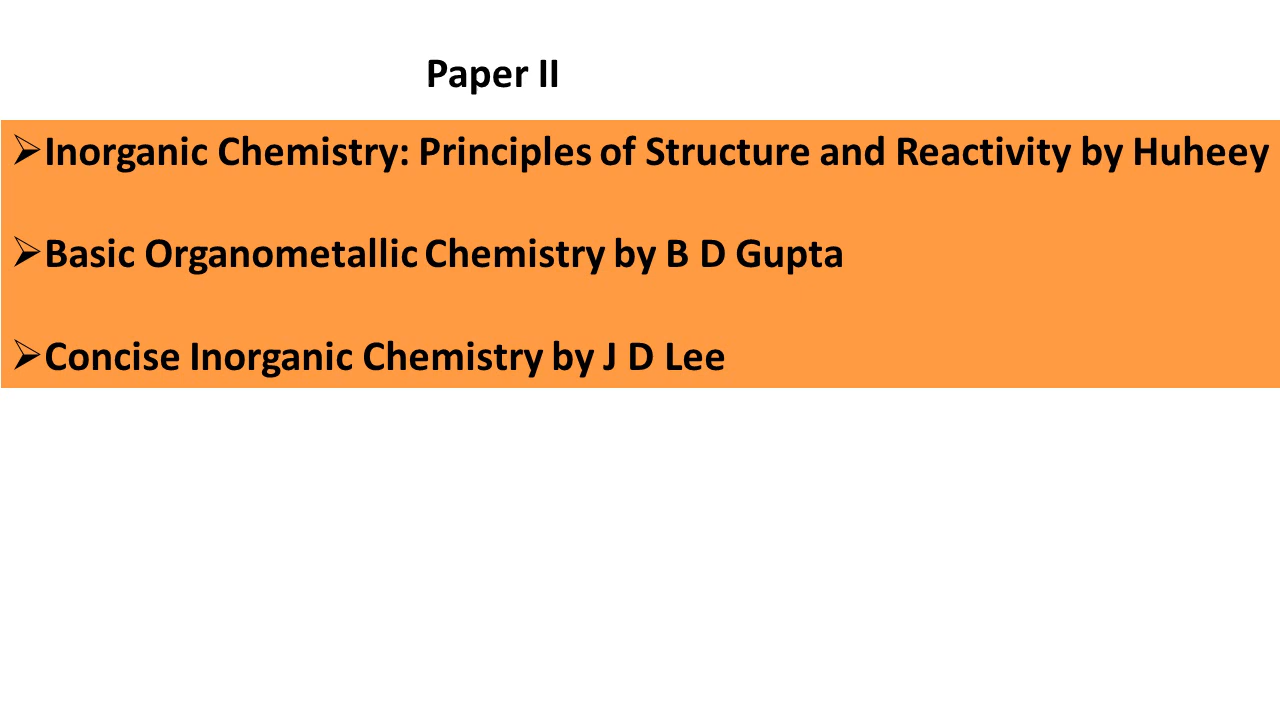 Paper II
➢Inorganic Chemistry: Principles of Structure and Reactivity by Huheey
➢Basic Organometallic Chemistry by B D Gupta
➢Concise Inorganic Chemistry by J D Lee